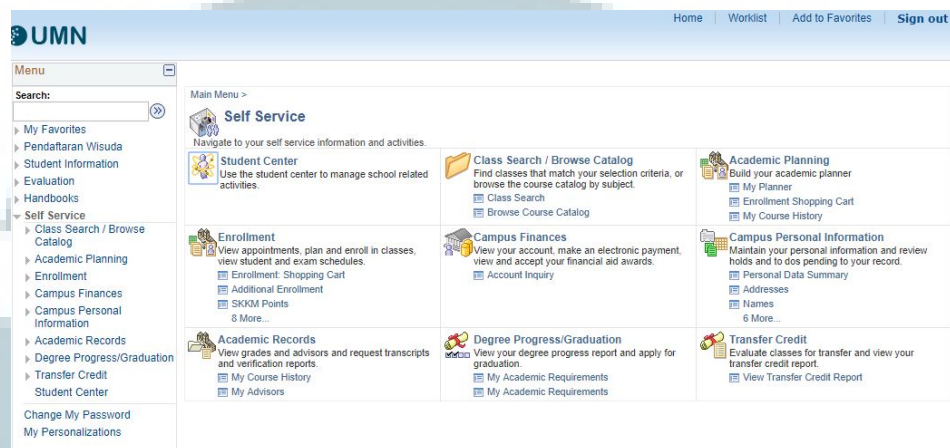 Home Worklist Add to Favorites Sign out
UMN
Menu
Search:
My Favorites
Pendaftaran Wisuda
Student Information
Evaluation
Handbooks
Self Service
Class Search / Browse
Catalog
Academic Planning
Enrollment
Campus Finances
Campus Personal
Information
Academic Records
Degree Progress/Graduation
Transfer Credit
Student Center
Change My Password
My Personalizations
Main Menu >
Self Service
Navigate to your self service information and activities.
Student Center
Use the student center to manage school related
activities.
Class Search / Browse Catalog
Find classes that match your selection criteria, or
browse the course catalog by subject.
Class Search
Browse Course Catalog
Academic Planning
Build your academic planner
My Planner
Enrollment Shopping Cart
My Course History
Enrollment
View appointments, plan and enroll in classes,
view student and exam schedules.
Enrollment: Shopping Cart
Additional Enrollment
SKKM Points
8 More...
Campus Finances
View your account, make an electronic payment,
view and accept your financial aid awards.
Account Inquiry
Campus Personal Information
Maintain your personal information and review
holds and to dos pending to your record.
Personal Data Summary
Addresses
Names
6 More...
Academic Records
View grades and advisors and request transcripts
and verification reports.
My Course History
My Advisors
Degree Progress/Graduation
View your degree progress report and apply for
graduation.
My Academic Requirements
My Academic Requirements
Transfer Credit
Evaluate classes for transfer and view your
transfer credit report.
View Transfer Credit Report